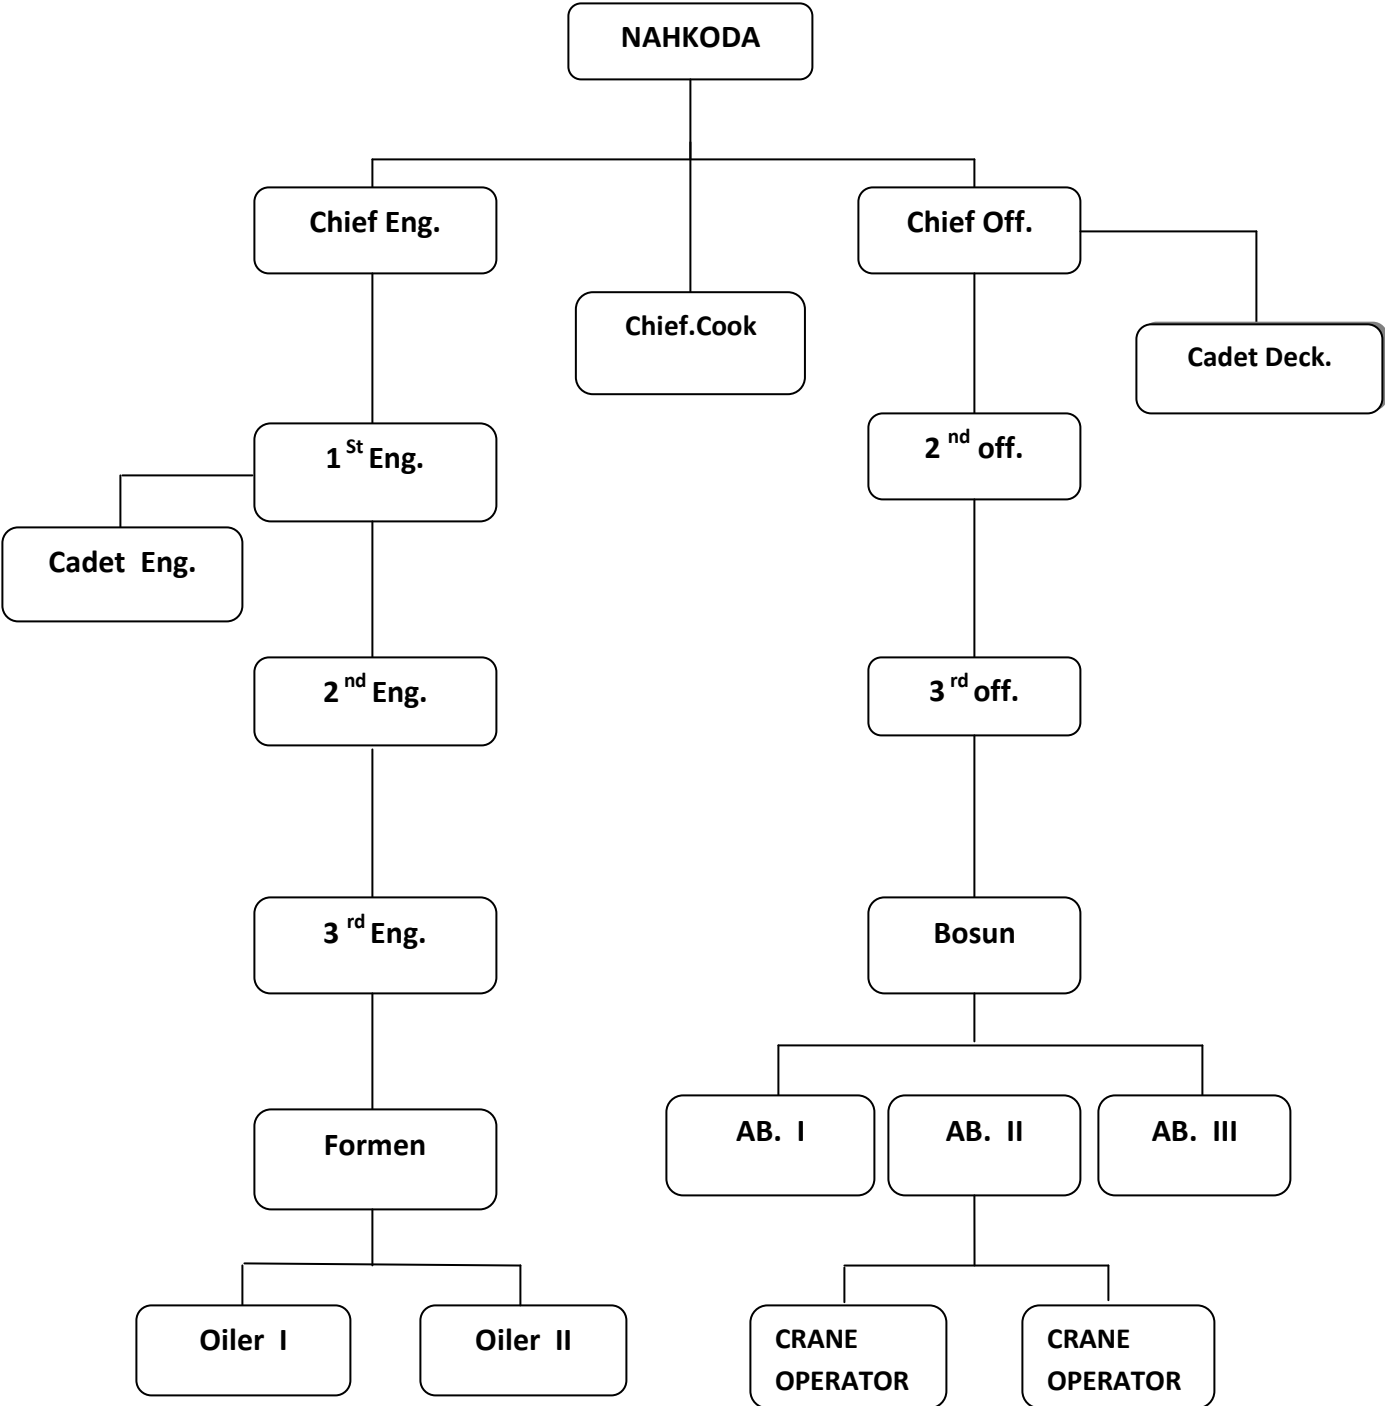 NAHKODA
Chief Eng.
Chief Off.
Chief.Cook
Cadet Deck.
1 St Eng.
2 nd off.
Cadet Eng.
2 nd Eng.
3 rd off.
3 rd Eng.
Bosun
Formen
AB. I
AB. II
AB. III
Oiler I
Oiler II
CRANE
OPERATOR
CRANE
OPERATOR